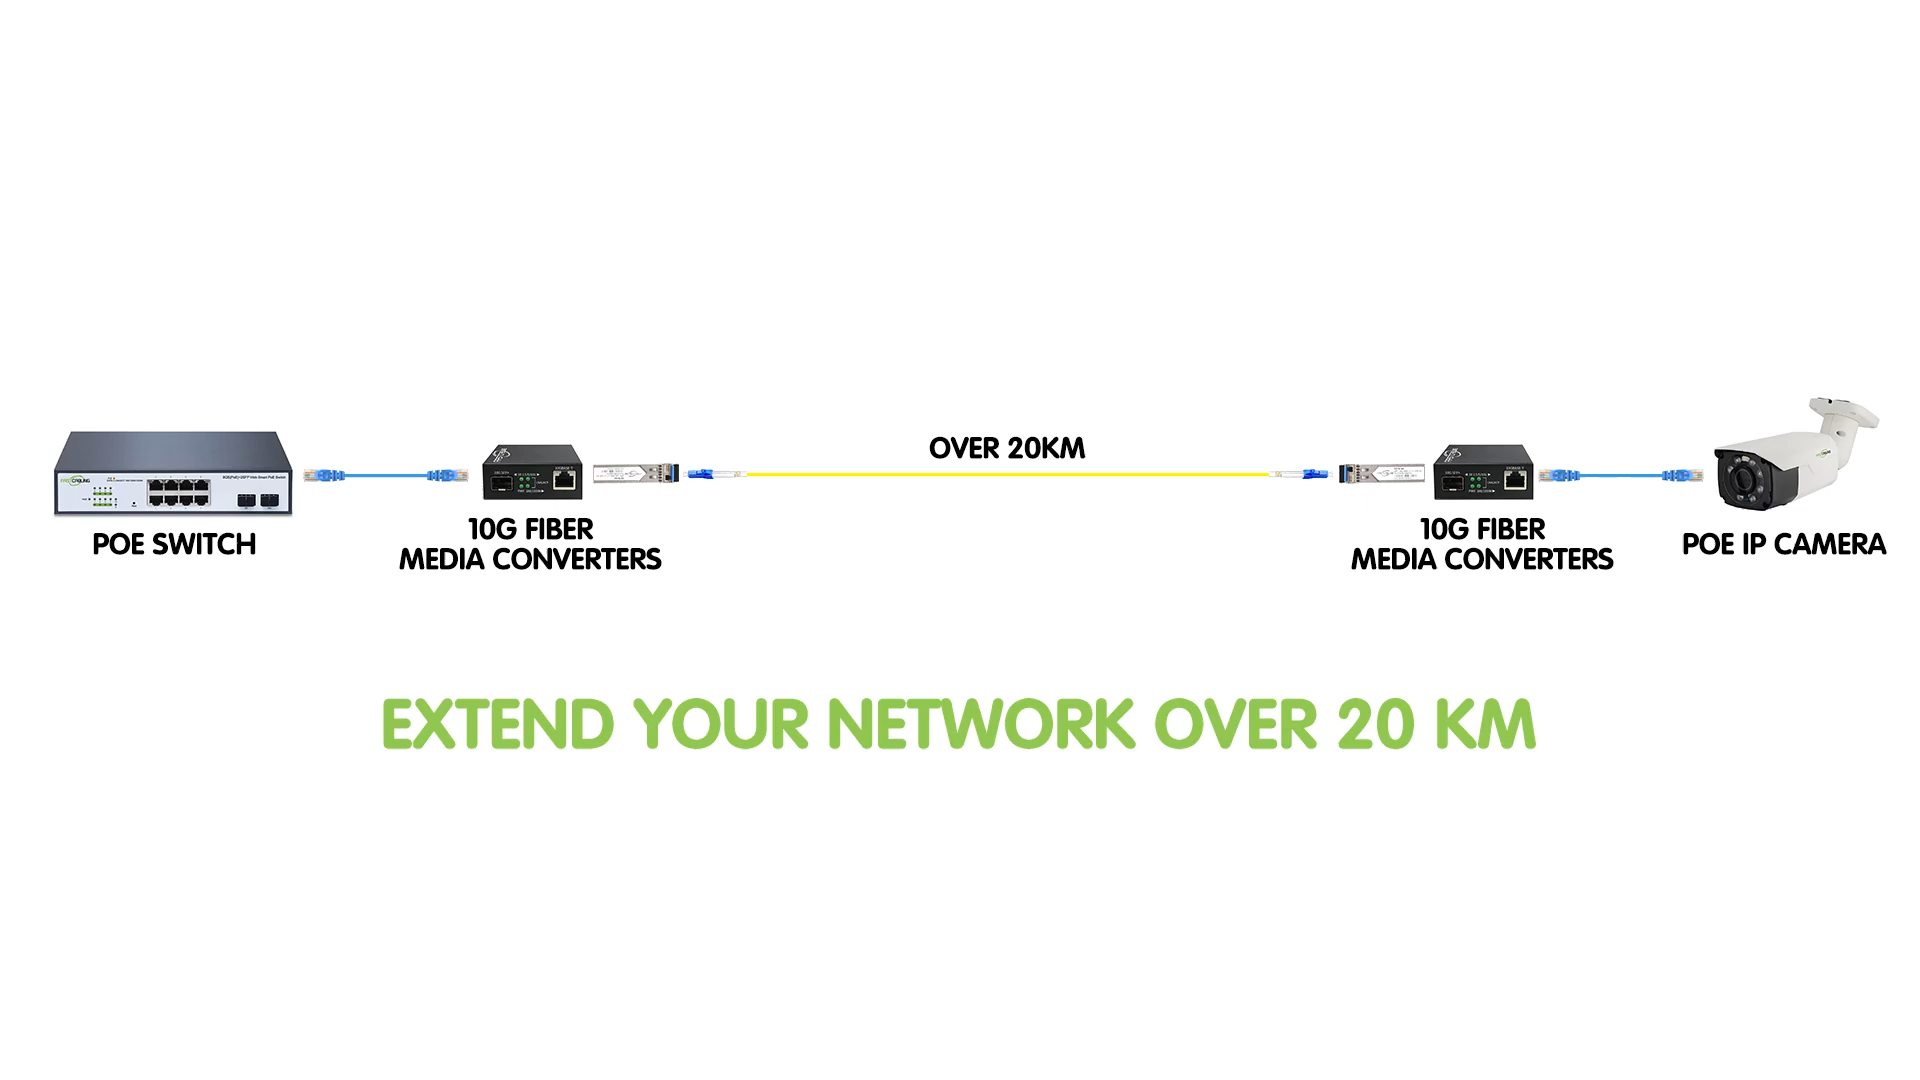 OVER 20KM
POE SWITCH
10G FIBER
MEDIA CONVERTERS
10G FIBER
MEDIA CONVERTERS
POE IP CAMERA
EXTEND YOUR NETWORK OVER 20 KM